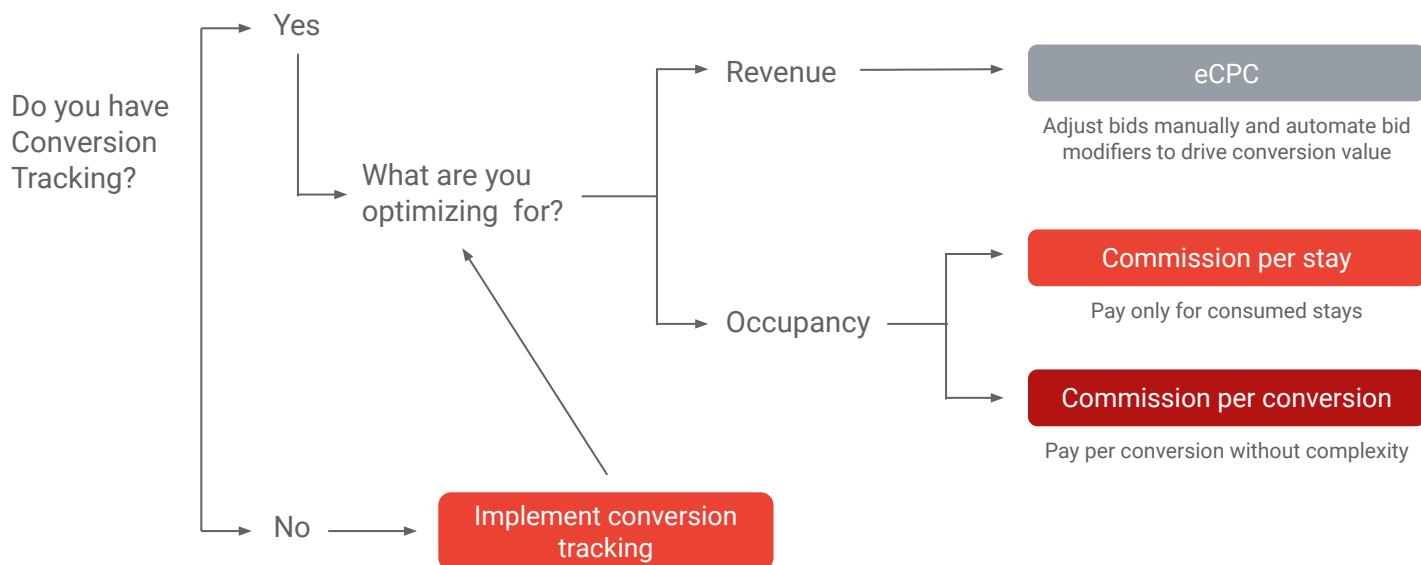 Yes
Do you have
Conversion
Tracking?
What are you
optimizing for?
Revenue
eCPC
Adjust bids manually and automate bid
modifiers to drive conversion value
Occupancy
Commission per stay
Pay only for consumed stays
Commission per conversion
Pay per conversion without complexity
No
Implement conversion
tracking